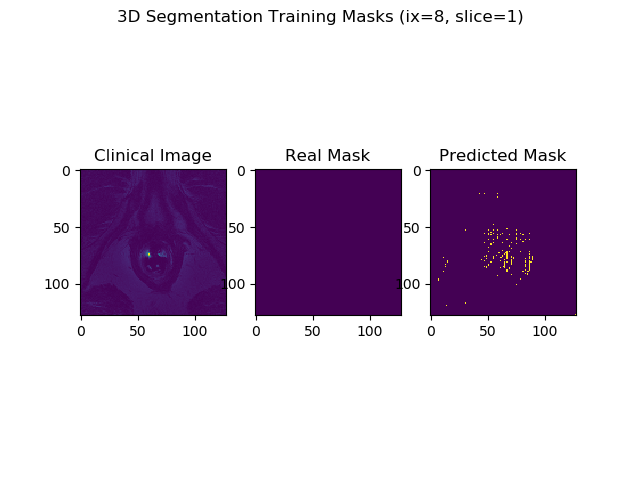 3D Segmentation Training Masks (ix=8, slice=1)
Clinical Image Real Mask Predicted Mask
0 0 0
50 50 50
100 100 100
0 50 100 0 50 100 0 50 100